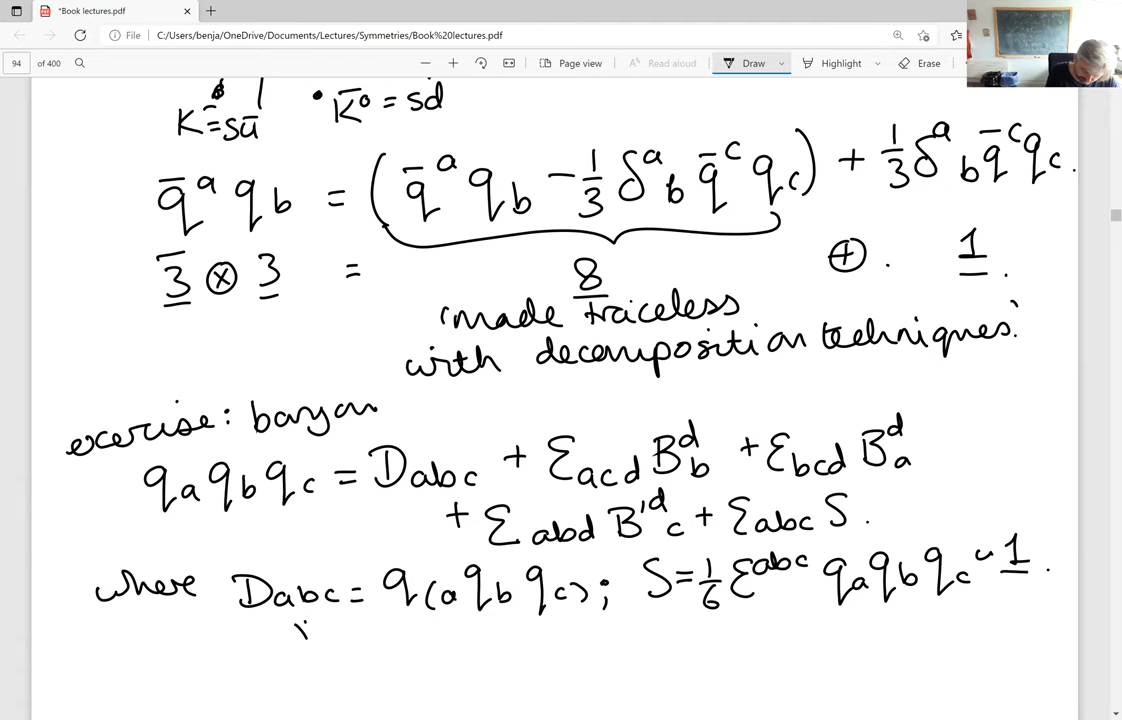 *Book lectures.pdf
File C:/Users/benja/OneDrive/Documents/Lectures/Symmetries/Book%20lectures.pdf
94 of 400 Page view Read aloud Draw Highlight Erase
K⁻=sū • K̄⁰ = sd̄
q̄ᵃ q_b = (q̄ᵃ q_b − 1/3 δᵃ_b q̄ᶜ q_c) + 1/3 δᵃ_b q̄ᶜ q_c.
3̄ ⊗ 3 = 8 ⊕ 1.
'made traceless
with decomposition techniques.'
exercise: baryon
q_a q_b q_c = D_abc + ε_acd B^d_b + ε_bcd B^d_a
+ ε_abd B'^d_c + ε_abc S.
where D_abc = q_(a q_b q_c); S = 1/6 ε^abc q_a q_b q_c ~ 1.